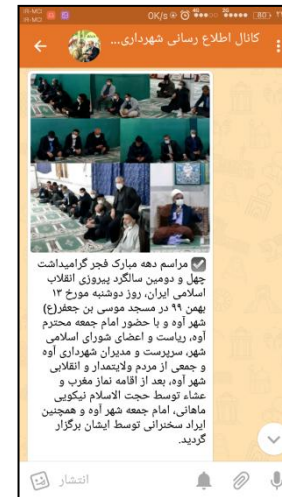 0K/s
کانال اطلاع رسانی شهرداری...
✅ مراسم دهه مبارک فجر گرامیداشت
چهل و دومین سالگرد پیروزی انقلاب
اسلامی ایران، روز دوشنبه مورخ ۱۳
بهمن ۹۹ در مسجد موسی بن جعفر(ع)
شهر آوه و با حضور امام جمعه محترم
آوه، ریاست و اعضای شورای اسلامی
شهر، سرپرست و مدیران شهرداری آوه
و جمعی از مردم ولایتمدار و انقلابی
شهر آوه، بعد از اقامه نماز مغرب و
عشاء توسط حجت الاسلام نیکویی
ماهانی، امام جمعه شهر آوه و همچنین
ایراد سخنرانی توسط ایشان برگزار
گردید.
انتشار